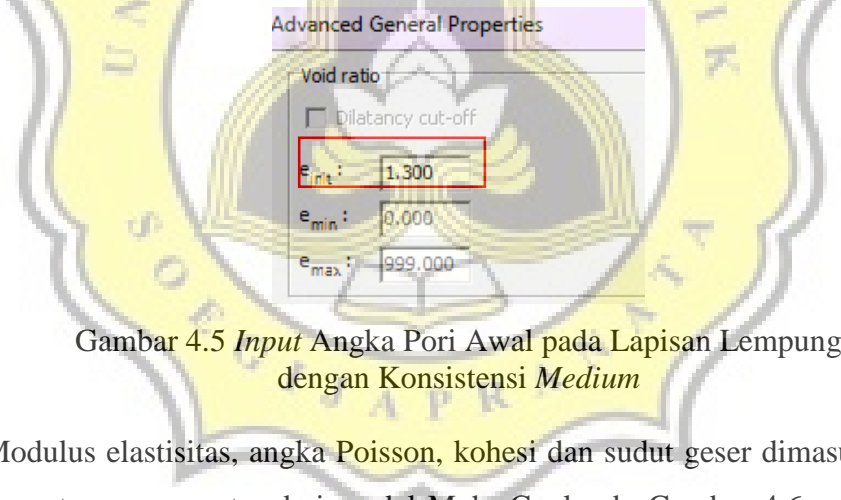 Advanced General Properties
Void ratio
Dilatancy cut-off
e_init : 1.300
e_min : 0.000
e_max : 999.000
Gambar 4.5 Input Angka Pori Awal pada Lapisan Lempung
dengan Konsistensi Medium
Modulus elastisitas, angka Poisson, kohesi dan sudut geser
SOEGIJAPRANATA